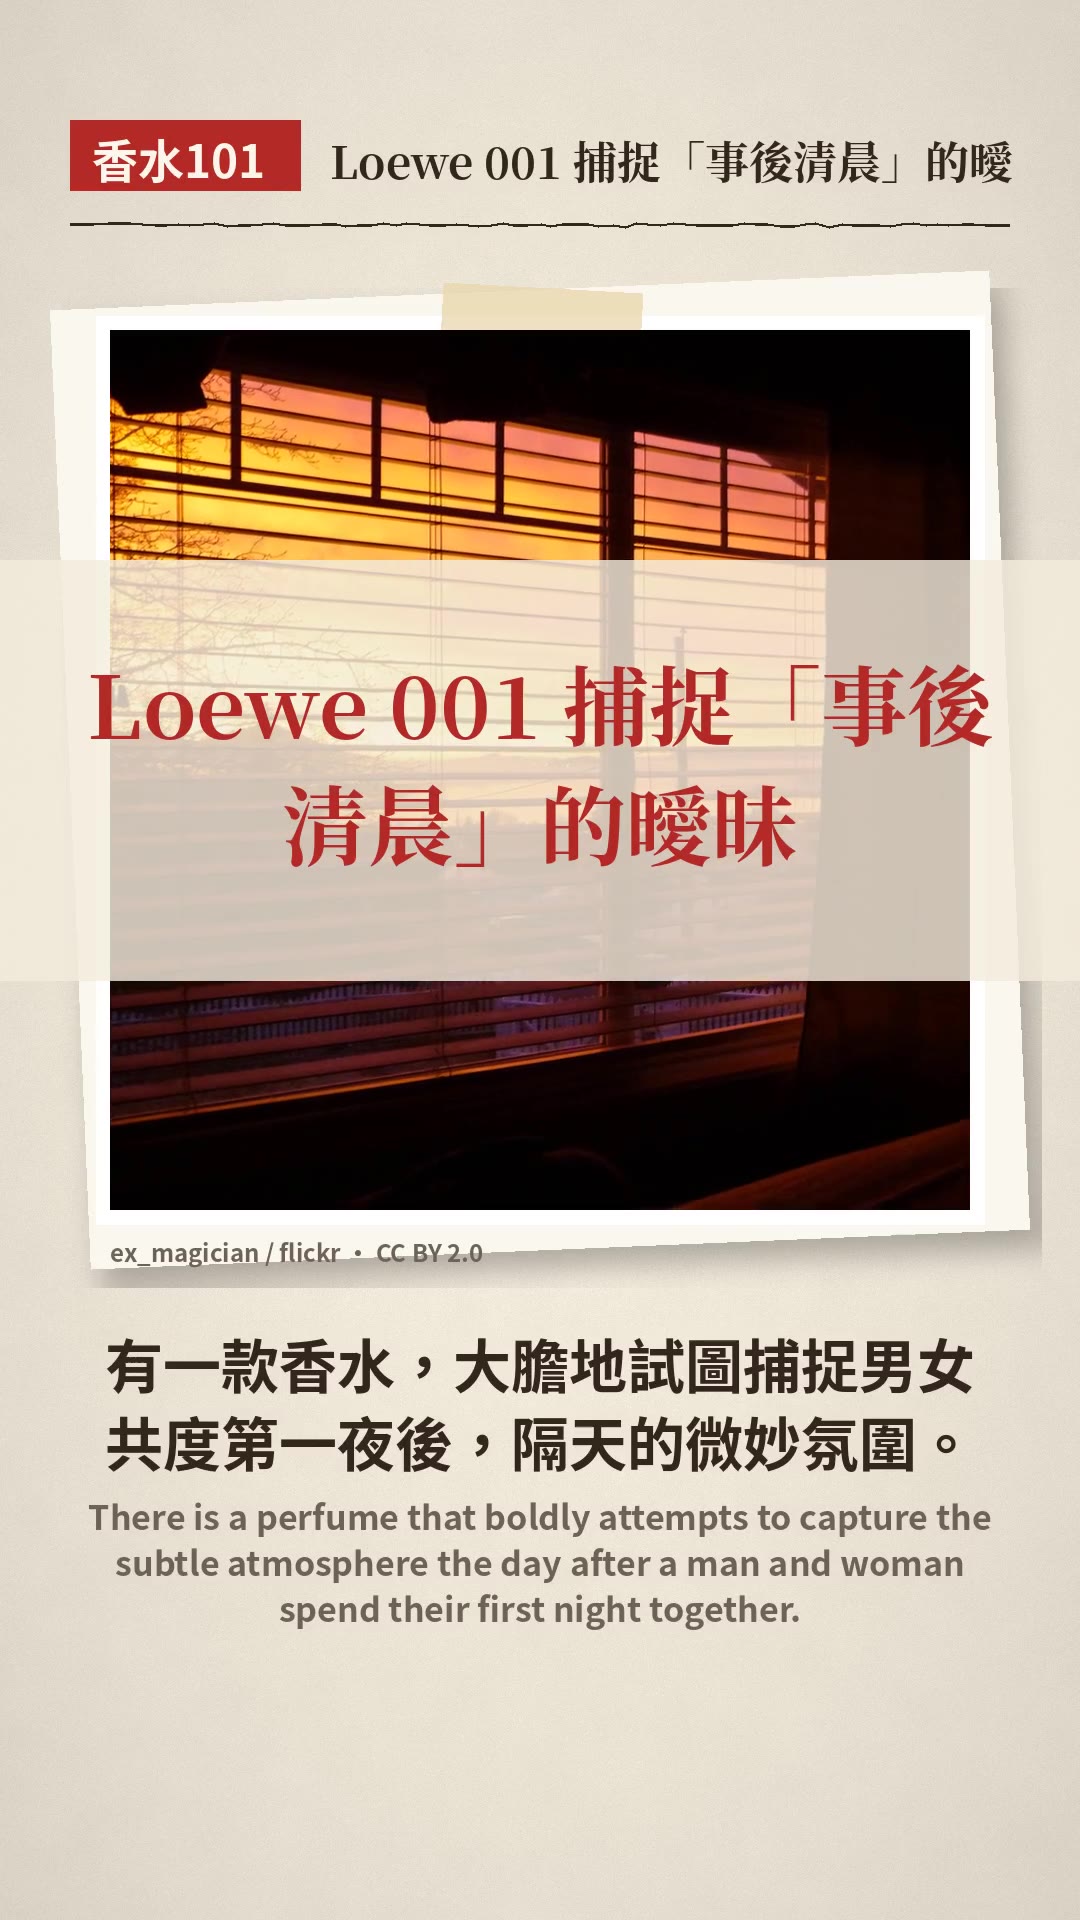 香水101
Loewe 001 捕捉「事後清晨」的曖
Loewe 001 捕捉「事後
清晨」的曖昧
ex_magician / flickr ・ CC BY 2.0
有一款香水，大膽地試圖捕捉男女
共度第一夜後，隔天的微妙氛圍。
There is a perfume that boldly attempts to capture the
subtle atmosphere the day after a man and woman
spend their first night together.